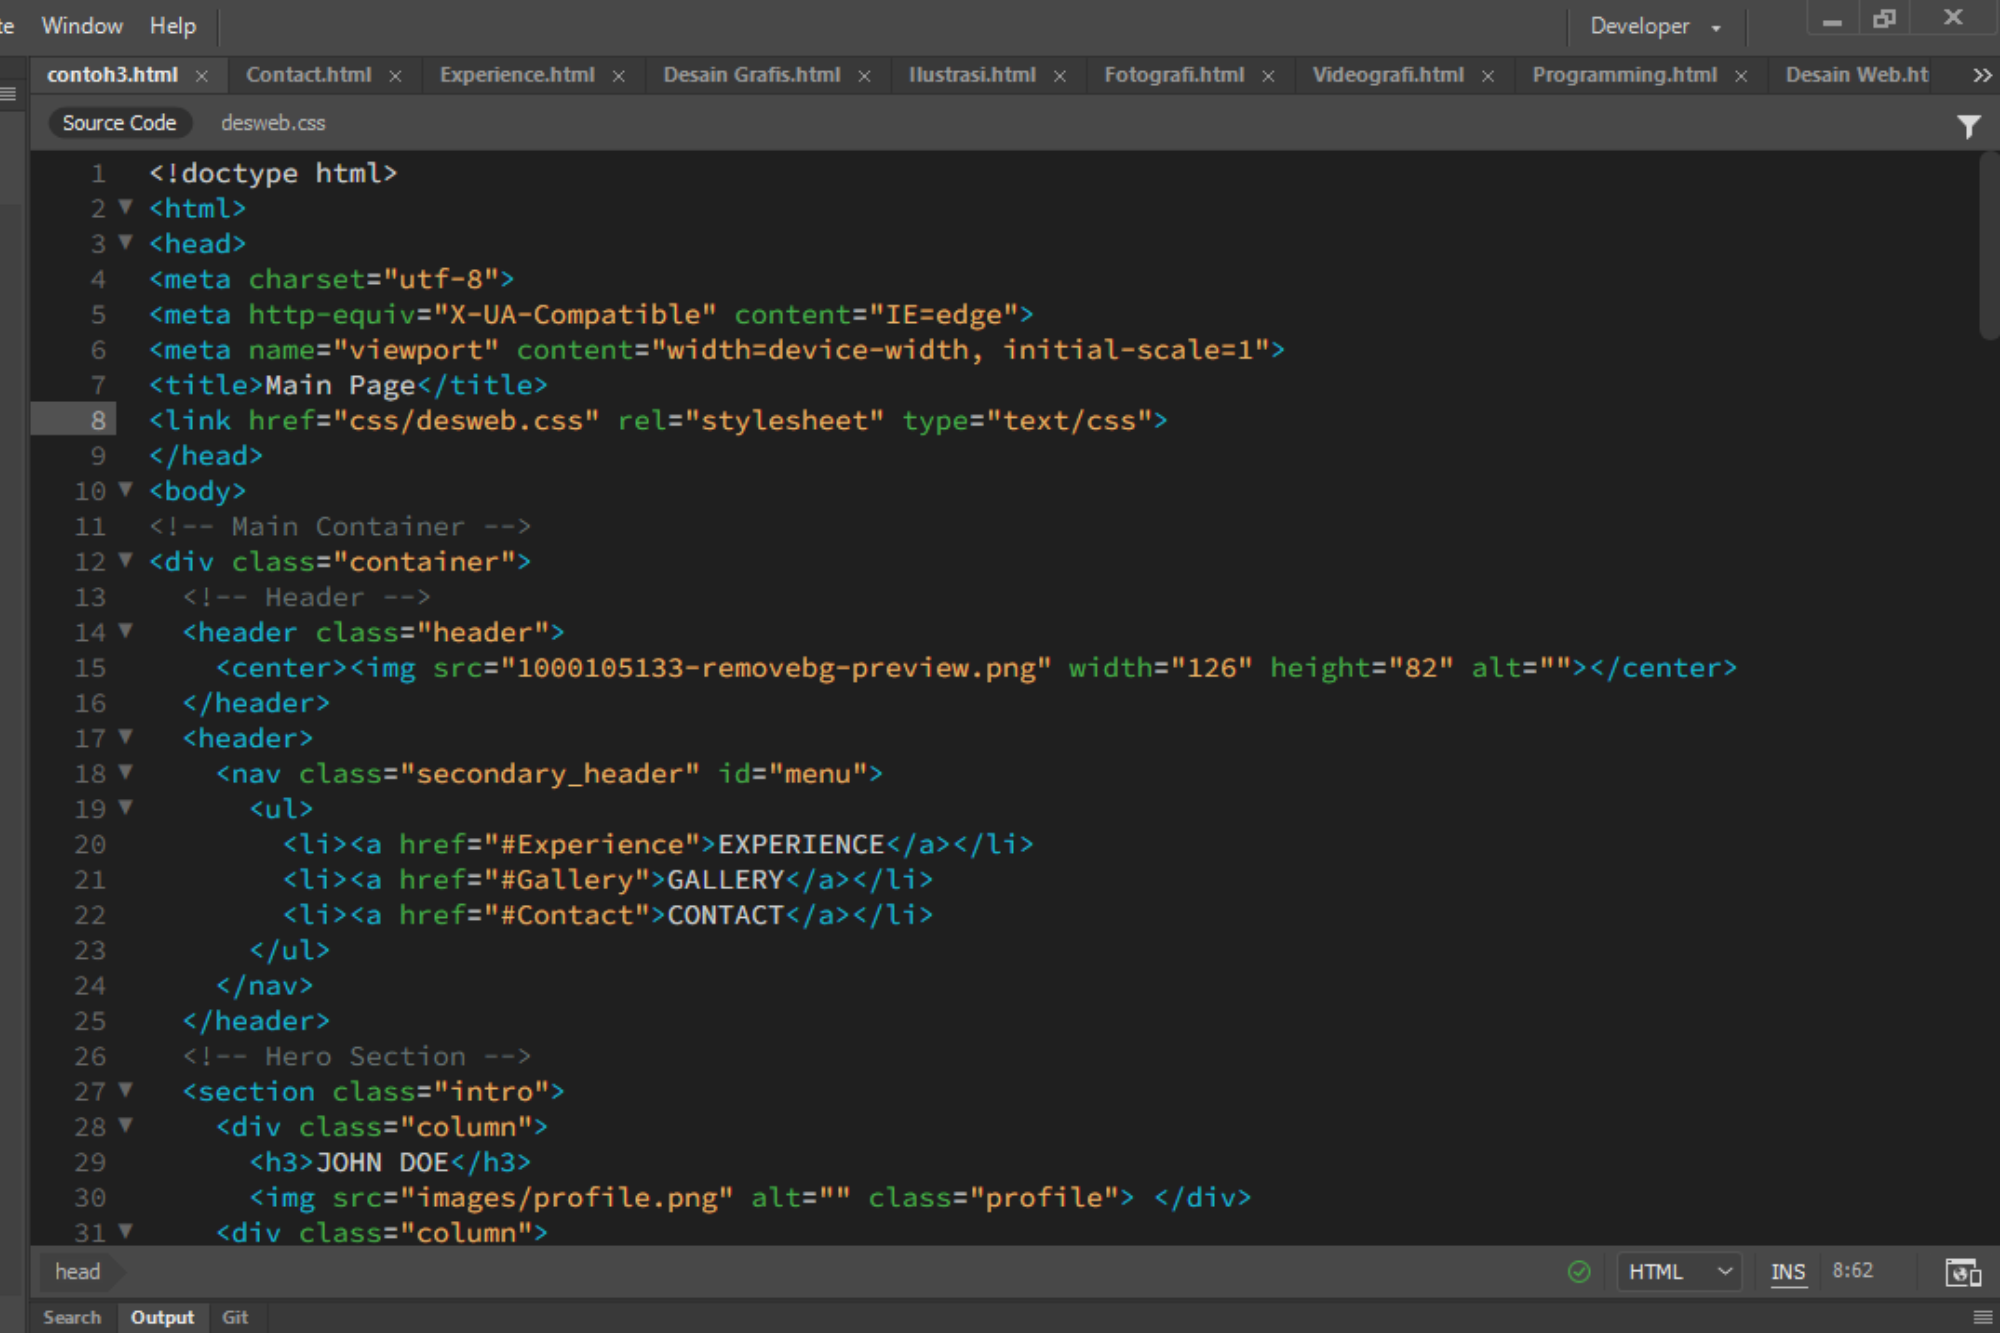 te Window Help Developer
contoh3.html Contact.html Experience.html Desain Grafis.html Ilustrasi.html Fotografi.html Videografi.html Programming.html Desain Web.ht
Source Code desweb.css
1 <!doctype html>
2 <html>
3 <head>
4 <meta charset="utf-8">
5 <meta http-equiv="X-UA-Compatible" content="IE=edge">
6 <meta name="viewport" content="width=device-width, initial-scale=1">
7 <title>Main Page</title>
8 <link href="css/desweb.css" rel="stylesheet" type="text/css">
9 </head>
10 <body>
11 <!-- Main Container -->
12 <div class="container">
13 <!-- Header -->
14 <header class="header">
15 <center><img src="1000105133-removebg-preview.png" width="126" height="82" alt=""></center>
16 </header>
17 <header>
18 <nav class="secondary_header" id="menu">
19 <ul>
20 <li><a href="#Experience">EXPERIENCE</a></li>
21 <li><a href="#Gallery">GALLERY</a></li>
22 <li><a href="#Contact">CONTACT</a></li>
23 </ul>
24 </nav>
25 </header>
26 <!-- Hero Section -->
27 <section class="intro">
28 <div class="column">
29 <h3>JOHN DOE</h3>
30 <img src="images/profile.png" alt="" class="profile"> </div>
31 <div class="column">
head HTML INS 8:62
Search Output Git